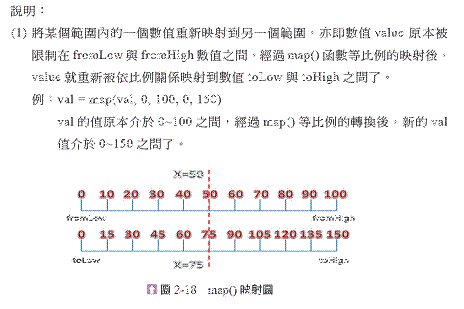 說明：
(1) 將某個範圍內的一個數值重新映射到另一個範圍，亦即數值 value 原本被
限制在 fromLow 與 fromHigh 數值之間，經過 map() 函數等比例的映射後，
value 就重新被依比例關係映射到數值 toLow 與 toHigh 之間了。
例：val = map(val, 0, 100, 0, 150)
val 的值原本介於 0~100 之間，經過 map() 等比例的轉換後，新的 val
值介於 0~150 之間了。
X=50
0 10 20 30 40 50 60 70 80 90 100
fromLow fromHigh
0 15 30 45 60 75 90 105 120 135 150
toLow toHigh
X=75
圖 2-18 map() 映射圖